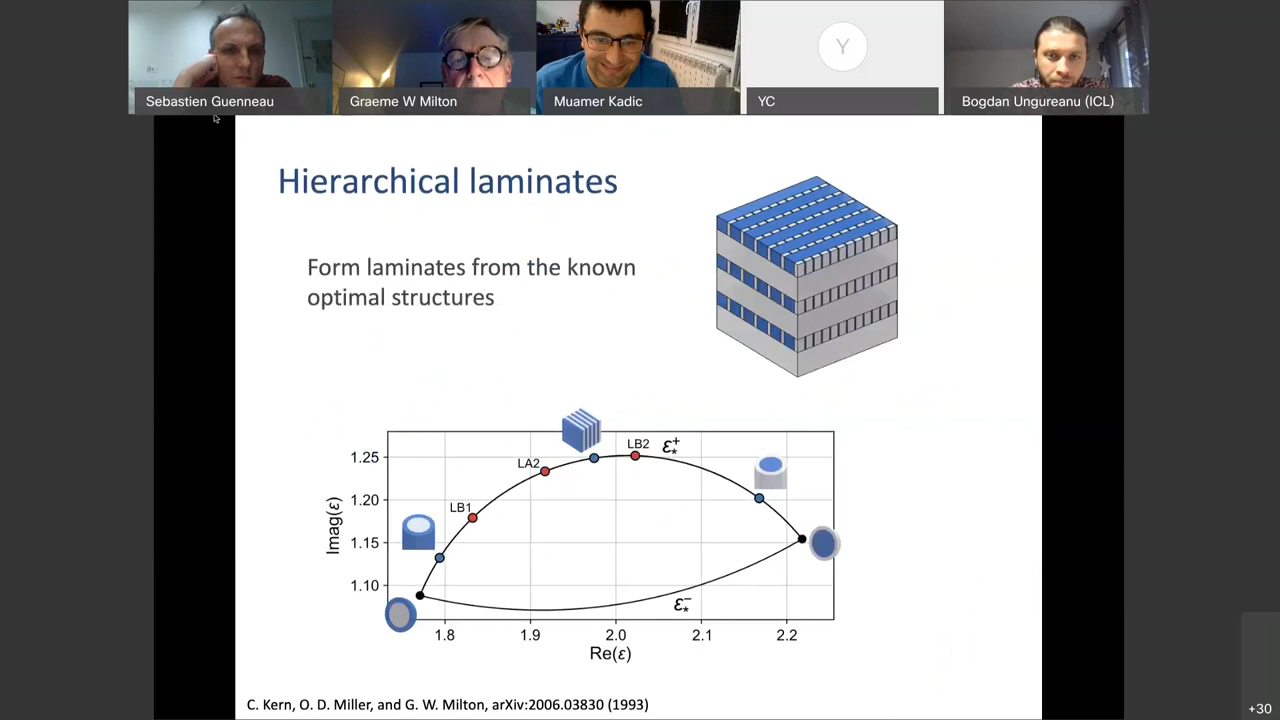 Sebastien Guenneau
Graeme W Milton
Muamer Kadic
Y
YC
Bogdan Ungureanu (ICL)
Hierarchical laminates
Form laminates from the known
optimal structures
1.25
1.20
1.15
1.10
Imag(ε)
LB1
LA2
LB2
ε⁺⁎
ε⁻⁎
1.8
1.9
2.0
2.1
2.2
Re(ε)
C. Kern, O. D. Miller, and G. W. Milton, arXiv:2006.03830 (1993)
+30